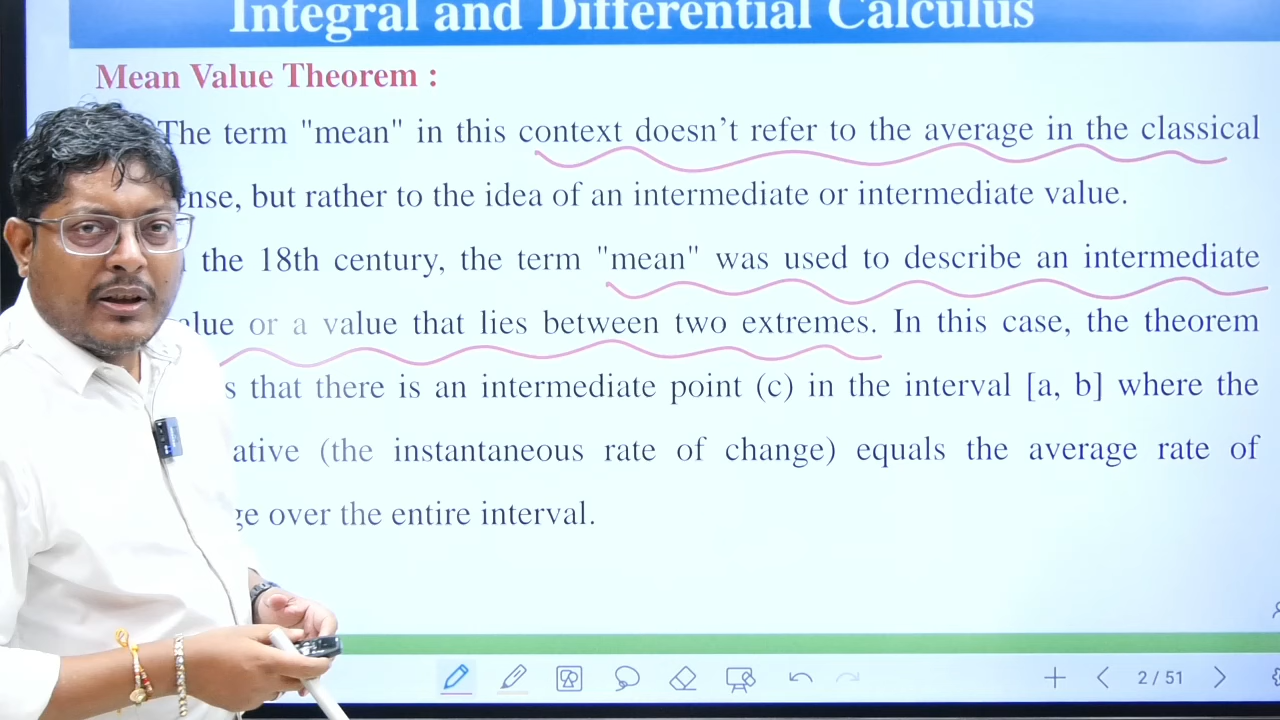 Integral and Differential Calculus
Mean Value Theorem :
The term "mean" in this context doesn’t refer to the average in the classical
nse, but rather to the idea of an intermediate or intermediate value.
the 18th century, the term "mean" was used to describe an intermediate
alue or a value that lies between two extremes. In this case, the theorem
s that there is an intermediate point (c) in the interval [a, b] where the
ative (the instantaneous rate of change) equals the average rate of
ge over the entire interval.
2 / 51